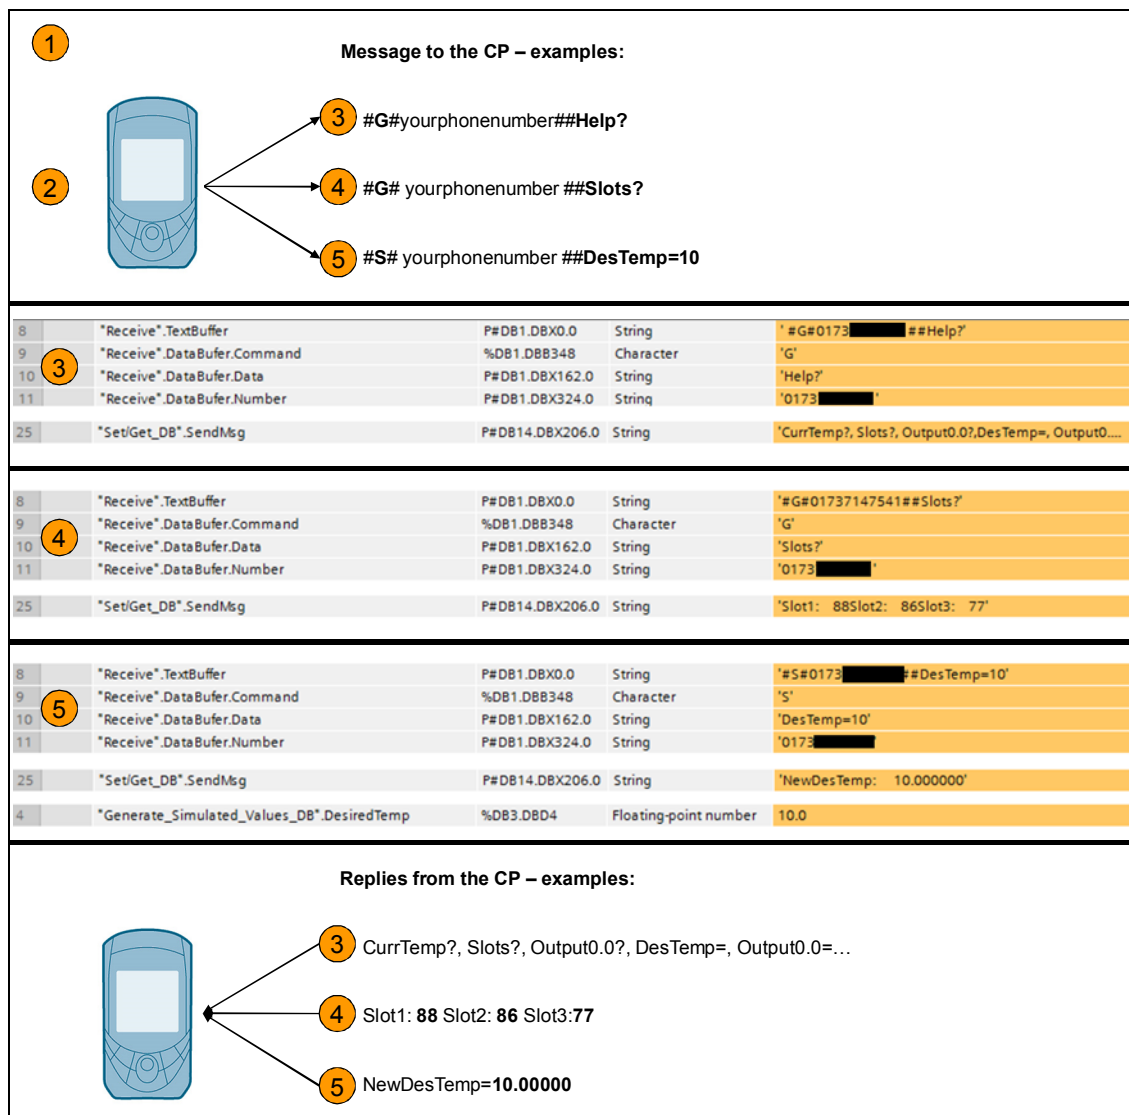 1
Message to the CP – examples:
3 #G#yourphonenumber##Help?
2
4 #G# yourphonenumber ##Slots?
5 #S# yourphonenumber ##DesTemp=10
3
8 "Receive".TextBuffer P#DB1.DBX0.0 String ' #G#0173 ##Help?'
9 "Receive".DataBufer.Command %DB1.DBB348 Character 'G'
10 "Receive".DataBufer.Data P#DB1.DBX162.0 String 'Help?'
11 "Receive".DataBufer.Number P#DB1.DBX324.0 String '0173 '
25 "Set/Get_DB".SendMsg P#DB14.DBX206.0 String 'CurrTemp?, Slots?, Output0.0?,DesTemp=, Output0....
4
8 "Receive".TextBuffer P#DB1.DBX0.0 String '#G#01737147541##Slots?'
9 "Receive".DataBufer.Command %DB1.DBB348 Character 'G'
10 "Receive".DataBufer.Data P#DB1.DBX162.0 String 'Slots?'
11 "Receive".DataBufer.Number P#DB1.DBX324.0 String '0173 '
25 "Set/Get_DB".SendMsg P#DB14.DBX206.0 String 'Slot1: 88Slot2: 86Slot3: 77'
5
8 "Receive".TextBuffer P#DB1.DBX0.0 String '#S#0173 ##DesTemp=10'
9 "Receive".DataBufer.Command %DB1.DBB348 Character 'S'
10 "Receive".DataBufer.Data P#DB1.DBX162.0 String 'DesTemp=10'
11 "Receive".DataBufer.Number P#DB1.DBX324.0 String '0173 '
25 "Set/Get_DB".SendMsg P#DB14.DBX206.0 String 'NewDesTemp: 10.000000'
4 "Generate_Simulated_Values_DB".DesiredTemp %DB3.DBD4 Floating-point number 10.0
Replies from the CP – examples:
3 CurrTemp?, Slots?, Output0.0?, DesTemp=, Output0.0=…
4 Slot1: 88 Slot2: 86 Slot3:77
5 NewDesTemp=10.00000